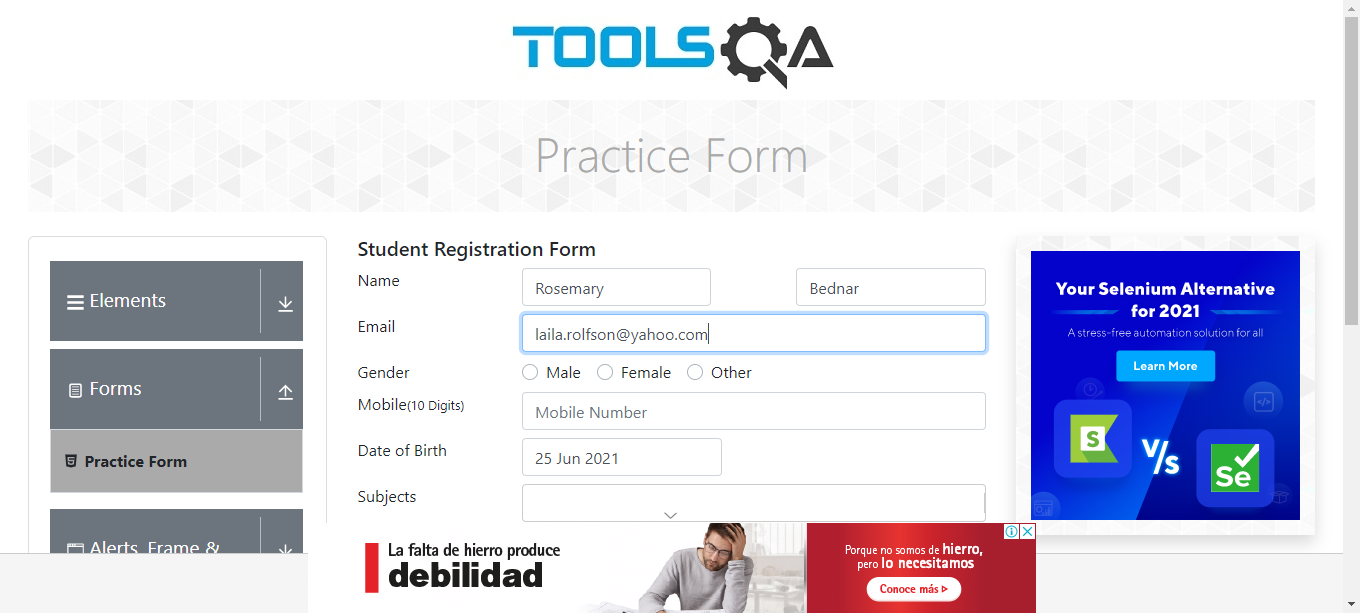 TOOLSQA
Practice Form
Elements
Forms
Practice Form
Alerts, Frame &
Student Registration Form
Name
Rosemary
Bednar
Email
laila.rolfson@yahoo.com
Gender
Male
Female
Other
Mobile(10 Digits)
Mobile Number
Date of Birth
25 Jun 2021
Subjects
Your Selenium Alternative
for 2021
A stress-free automation solution for all
Learn More
S
V/s
Se
La falta de hierro produce
debilidad
Porque no somos de hierro,
pero lo necesitamos
Conoce más